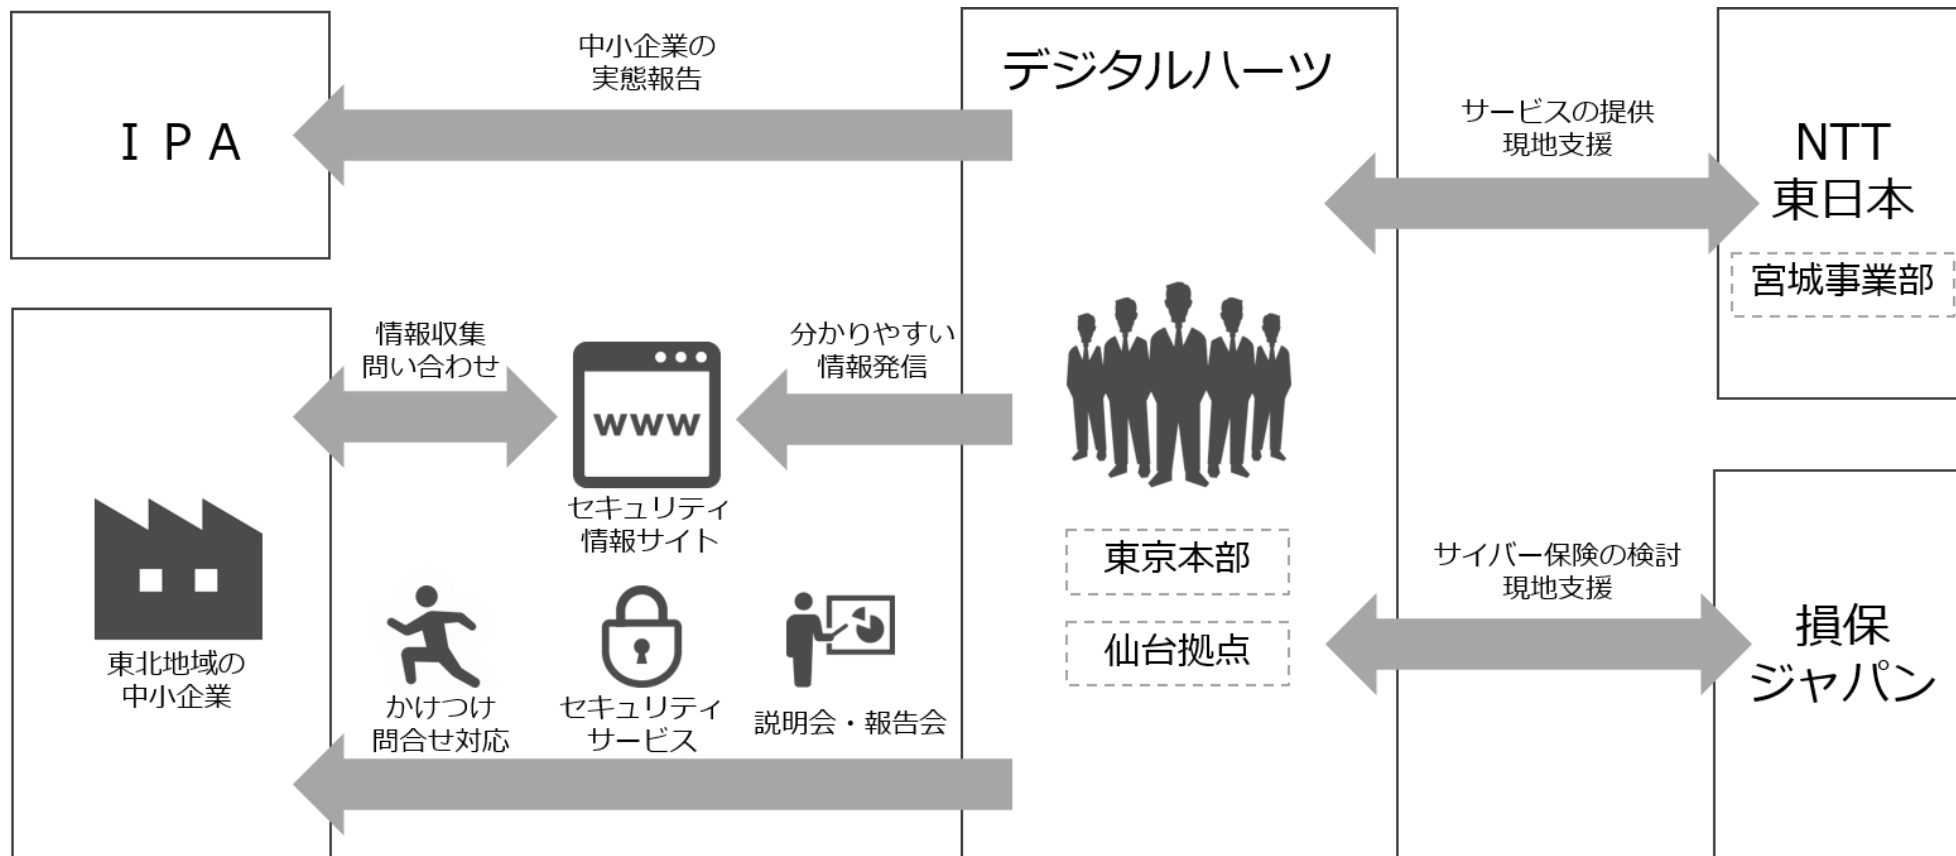 ＩＰＡ
中小企業の
実態報告
デジタルハーツ
サービスの提供
現地支援
NTT
東日本
宮城事業部
情報収集
問い合わせ
www
セキュリティ
情報サイト
分かりやすい
情報発信
東京本部
仙台拠点
サイバー保険の検討
現地支援
損保
ジャパン
東北地域の
中小企業
かけつけ
問合せ対応
セキュリティ
サービス
説明会・報告会